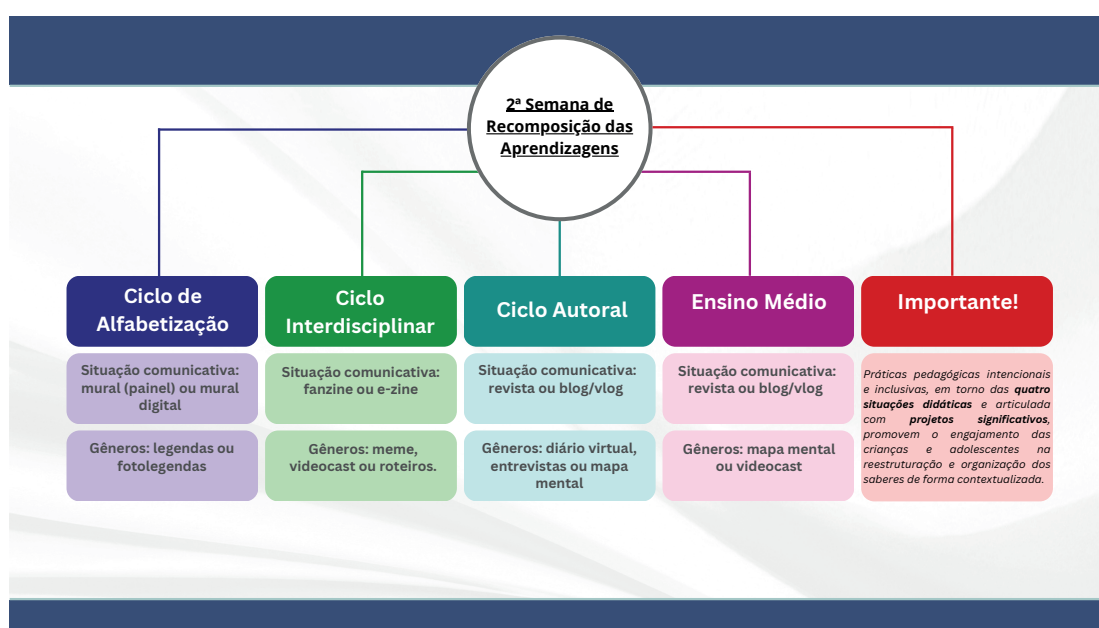 2ª Semana de
Recomposição das
Aprendizagens
Ciclo de
Alfabetização
Situação comunicativa:
mural (painel) ou mural
digital
Gêneros: legendas ou
fotolegendas
Ciclo
Interdisciplinar
Situação comunicativa:
fanzine ou e-zine
Gêneros: meme,
videocast ou roteiros.
Ciclo Autoral
Situação comunicativa:
revista ou blog/vlog
Gêneros: diário virtual,
entrevistas ou mapa
mental
Ensino Médio
Situação comunicativa:
revista ou blog/vlog
Gêneros: mapa mental
ou videocast
Importante!
Práticas pedagógicas intencionais
e inclusivas, em torno das quatro
situações didáticas e articulada
com projetos significativos,
promovem o engajamento das
crianças e adolescentes na
reestruturação e organização dos
saberes de forma contextualizada.